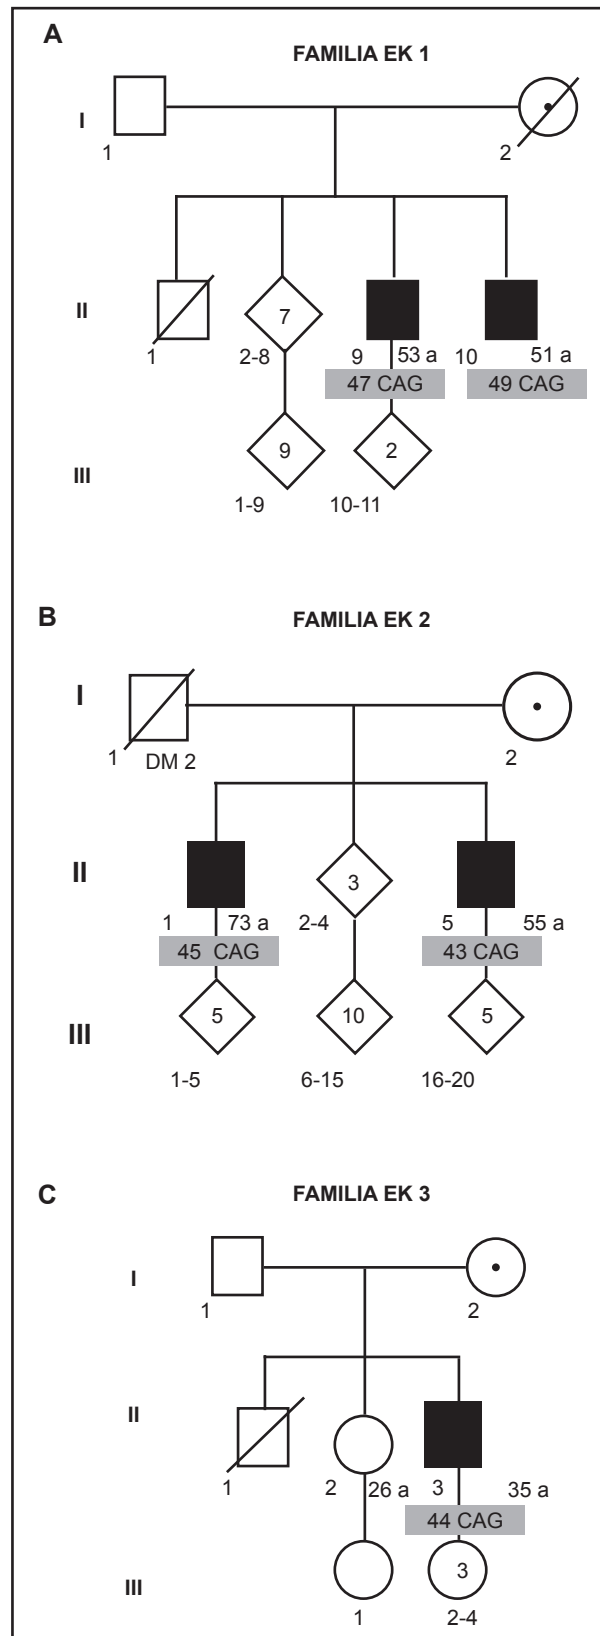 A
FAMILIA EK 1
I
1
2
II
7
1
2-8
9
53 a
10
51 a
47 CAG
49 CAG
III
9
2
1-9
10-11
B
FAMILIA EK 2
I
1
DM 2
2
II
3
1
73 a
2-4
5
55 a
45 CAG
43 CAG
III
5
10
5
1-5
6-15
16-20
C
FAMILIA EK 3
I
1
2
II
1
2
26 a
3
35 a
44 CAG
III
3
1
2-4